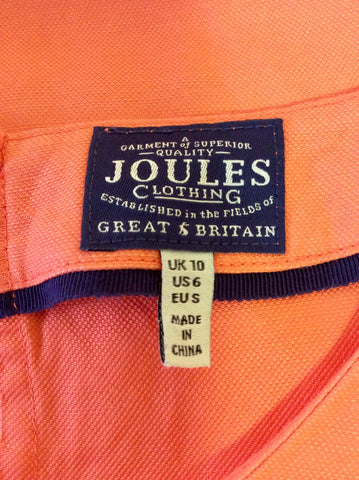 A
GARMENT of SUPERIOR
QUALITY
JOULES
CLOTHING
ESTABLISHED in the FIELDS of
GREAT BRITAIN
UK 10
US 6
EU S
MADE
IN
CHINA